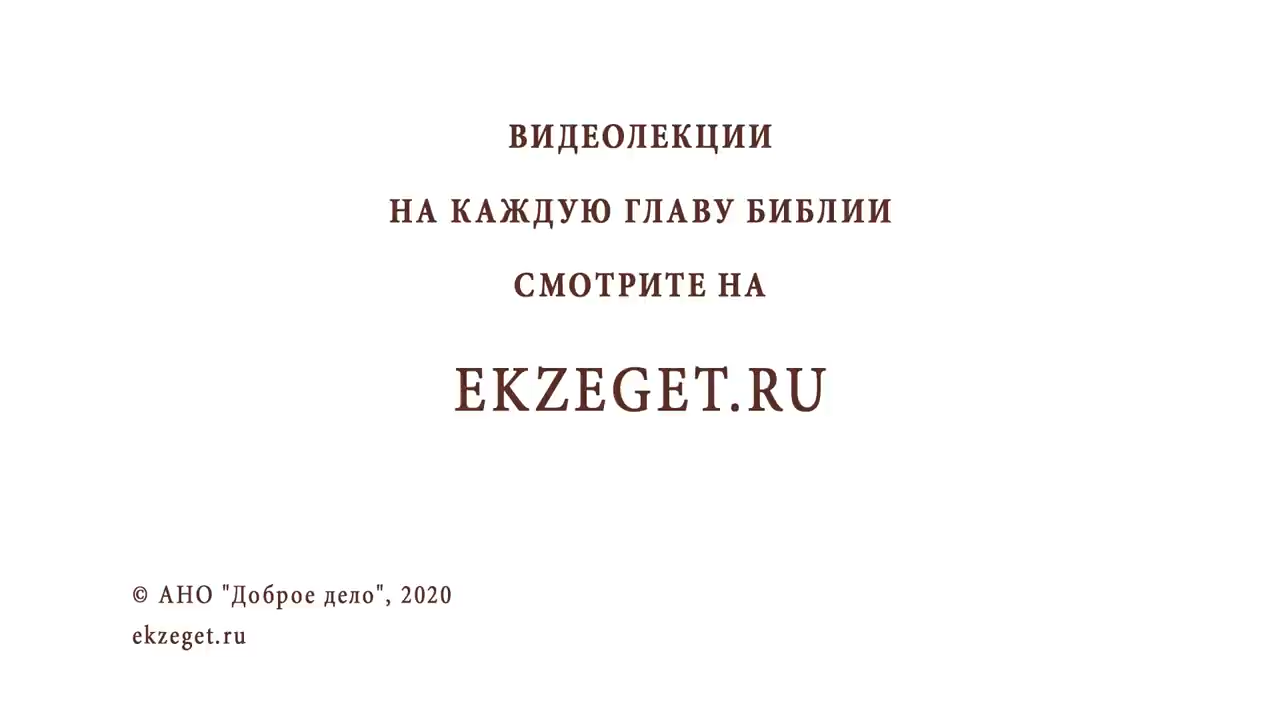 ВИДЕОЛЕКЦИИ
НА КАЖДУЮ ГЛАВУ БИБЛИИ
СМОТРИТЕ НА
EKZEGET.RU
© АНО "Доброе дело", 2020
ekzeget.ru